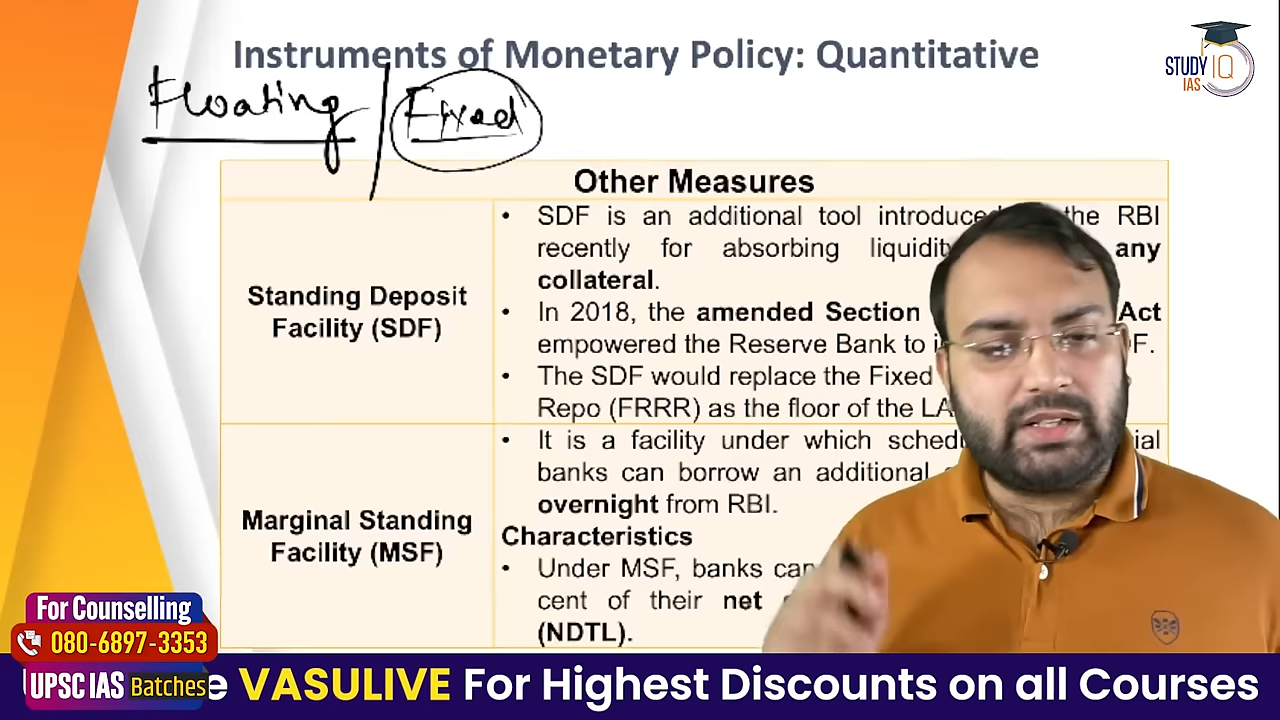 Instruments of Monetary Policy: Quantitative
STUDY IQ
IAS
Floating / Fixed
Other Measures
Standing Deposit
Facility (SDF)
• SDF is an additional tool introduced the RBI
recently for absorbing liquidity any
collateral.
• In 2018, the amended Section Act
empowered the Reserve Bank to
• The SDF would replace the Fixed
Repo (FRRR) as the floor of the
Marginal Standing
Facility (MSF)
• It is a facility under which
banks can borrow an additional
overnight from RBI.
Characteristics
• Under MSF, banks can
cent of their net
(NDTL).
For Counselling
080-6897-3353
UPSC IAS Batches
VASULIVE For Highest Discounts on all Courses